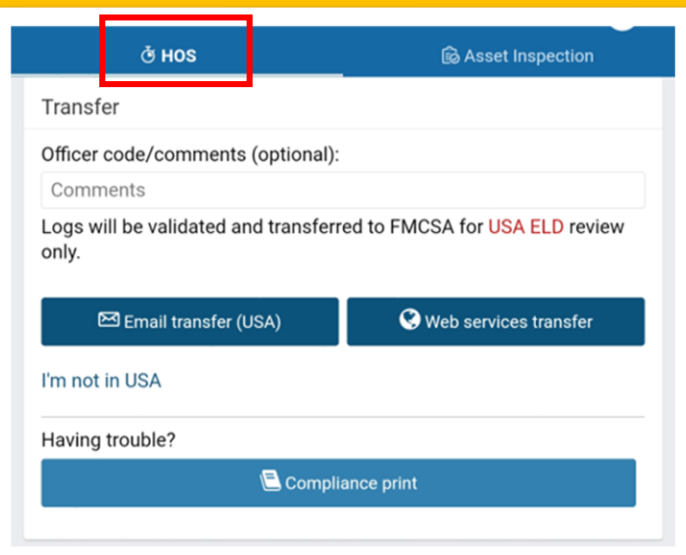 HOS
Asset Inspection
Transfer
Officer code/comments (optional):
Comments
Logs will be validated and transferred to FMCSA for USA ELD review
only.
Email transfer (USA)
Web services transfer
I'm not in USA
Having trouble?
Compliance print